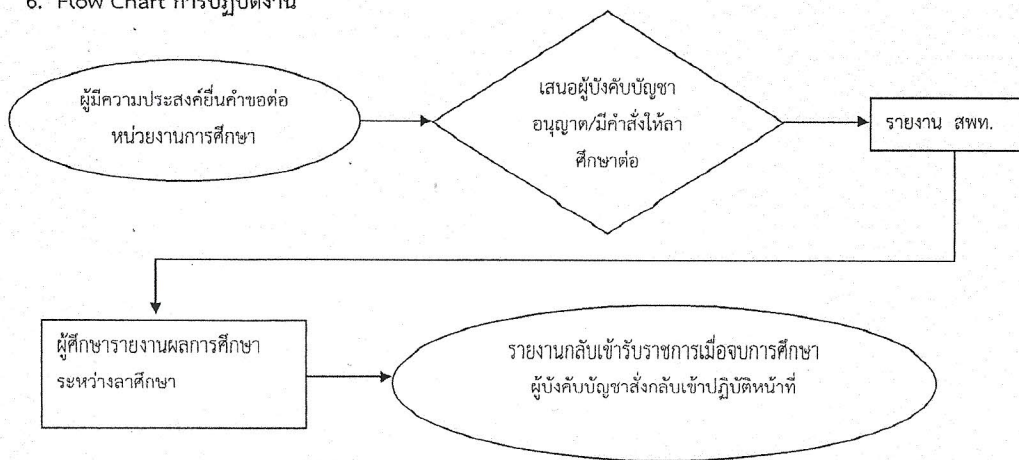 6. Flow Chart การปฏิบัติงาน
ผู้มีความประสงค์ยื่นคำขอต่อ
หน่วยงานการศึกษา
เสนอผู้บังคับบัญชา
อนุญาต/มีคำสั่งให้ลา
ศึกษาต่อ
รายงาน สพท.
ผู้ศึกษารายงานผลการศึกษา
ระหว่างลาศึกษา
รายงานกลับเข้ารับราชการเมื่อจบการศึกษา
ผู้บังคับบัญชาสั่งกลับเข้าปฏิบัติหน้าที่